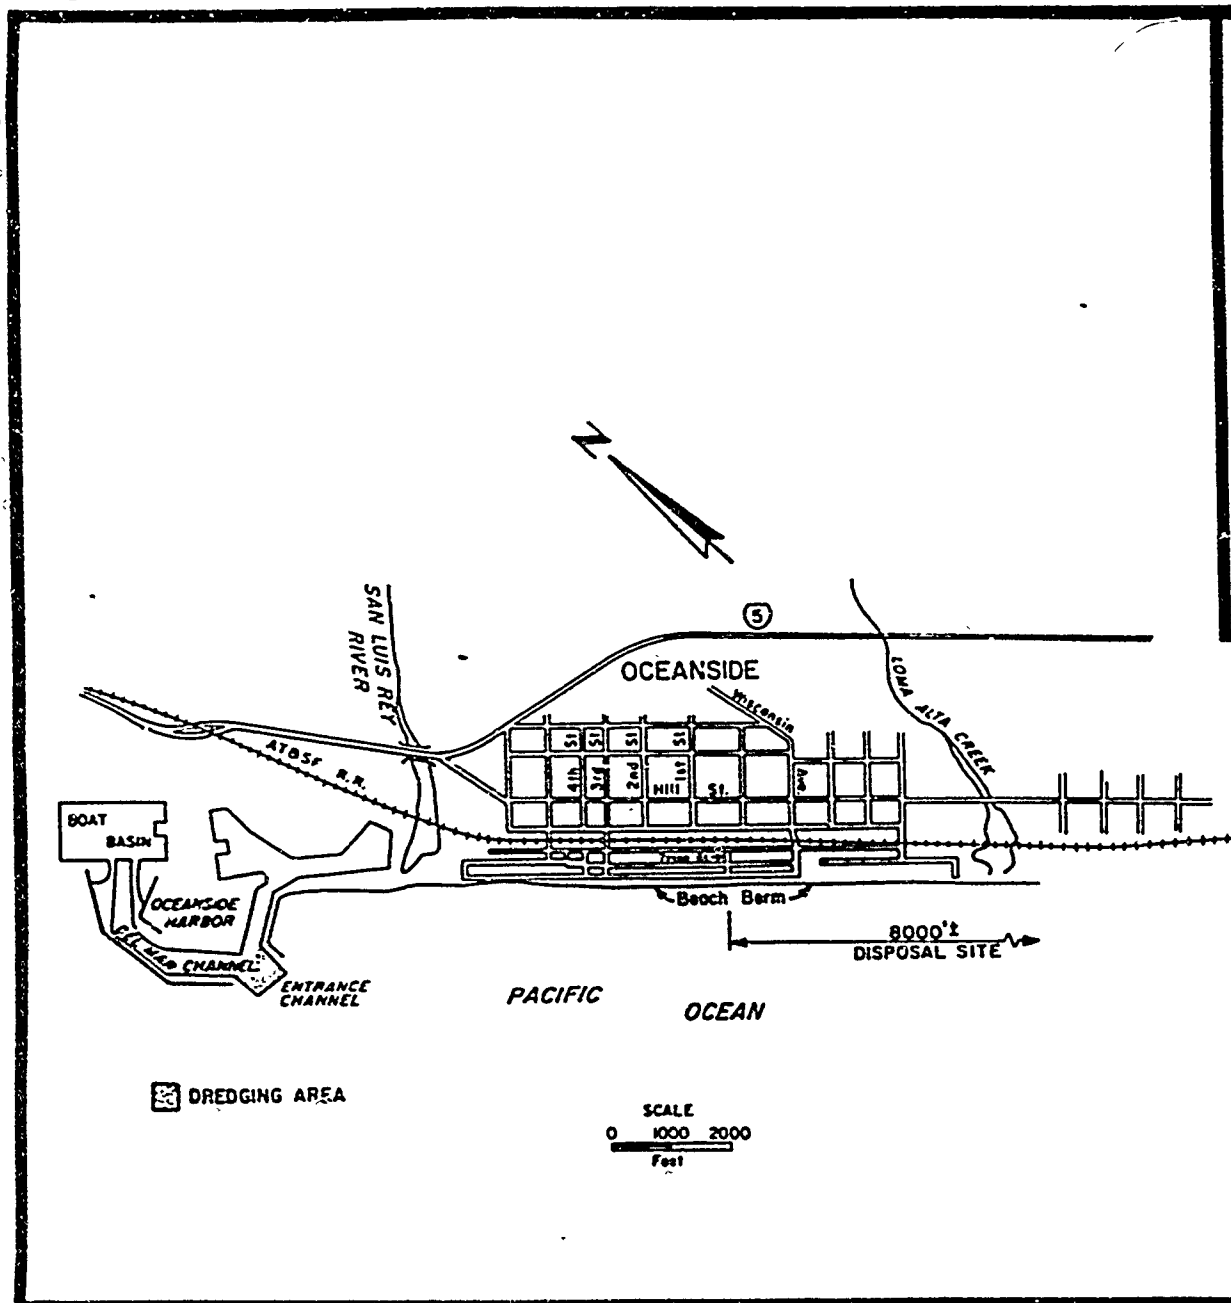 N
5
SAN LUIS REY
RIVER
OCEANSIDE
Wisconsin
Ave.
LOMA ALTA CREEK
AT&SF R.R.
4th St
3rd St
2nd St
1st St
Hill St.
BOAT
BASIN
OCEANSIDE
HARBOR
CHANNEL
ENTRANCE
CHANNEL
Beach Berm
8000'±
DISPOSAL SITE
PACIFIC
OCEAN
DREDGING AREA
SCALE
0 1000 2000
Feet